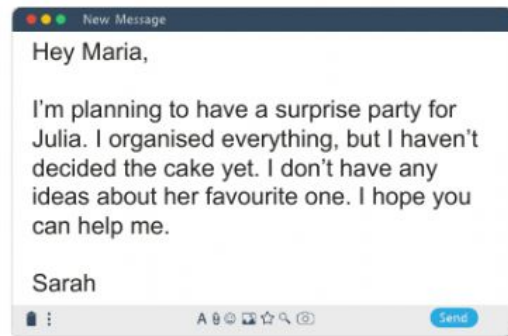 New Message
Hey Maria,
I'm planning to have a surprise party for
Julia. I organised everything, but I haven't
decided the cake yet. I don't have any
ideas about her favourite one. I hope you
can help me.
Sarah
A
Send